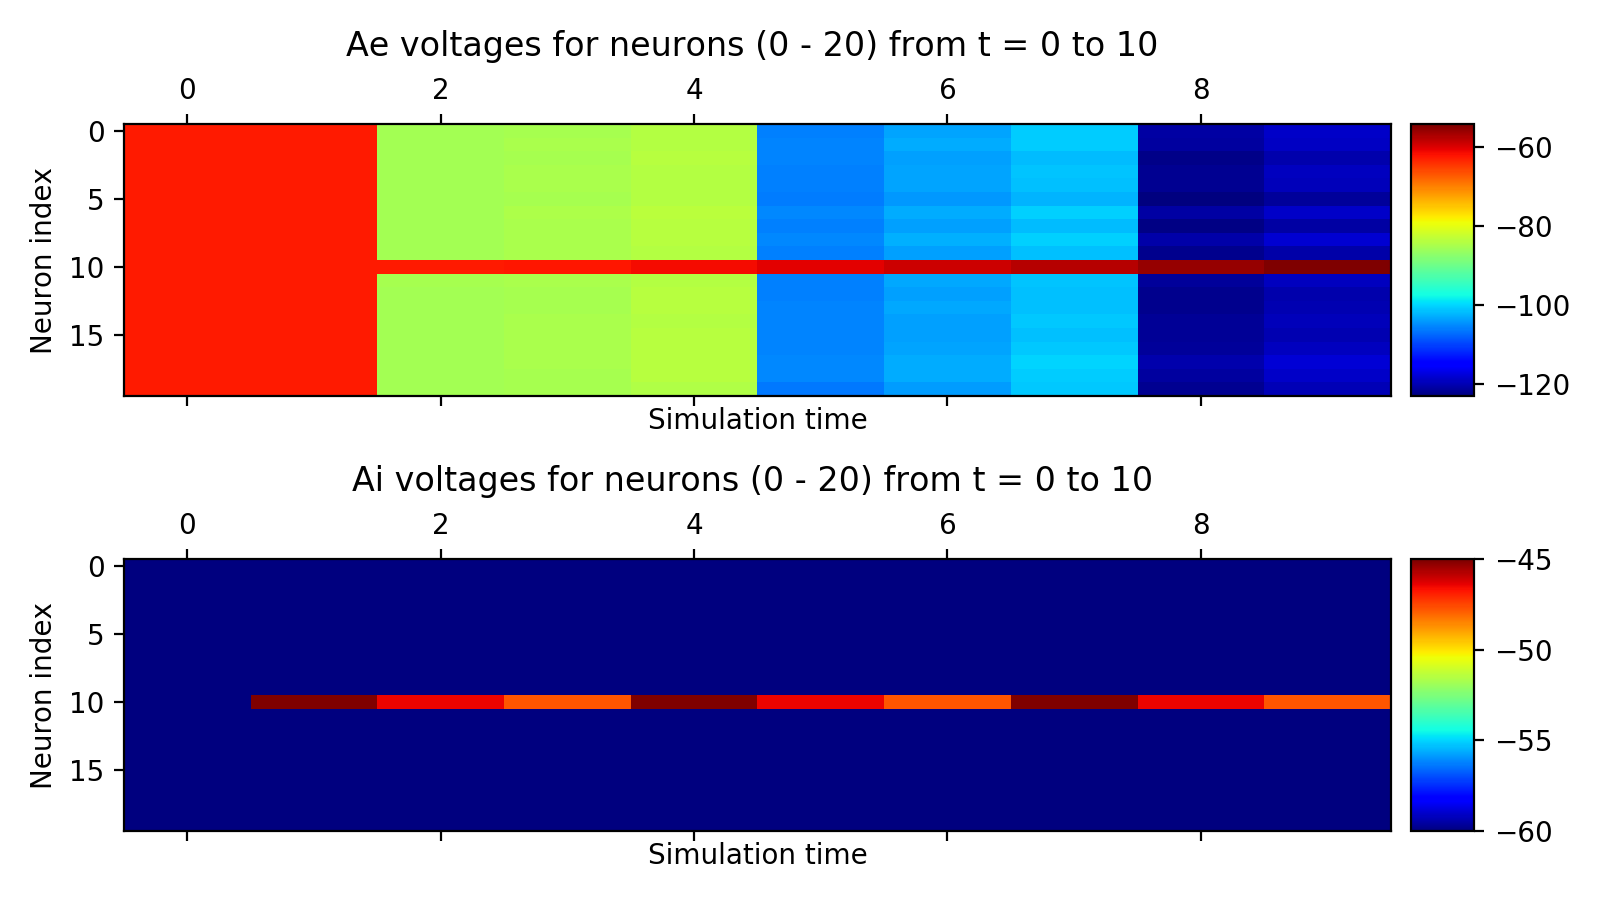 Ae voltages for neurons (0 - 20) from t = 0 to 10
0 2 4 6 8
Neuron index
0
5
10
15
−60
−80
−100
−120
Simulation time
Ai voltages for neurons (0 - 20) from t = 0 to 10
0 2 4 6 8
Neuron index
0
5
10
15
−45
−50
−55
−60
Simulation time